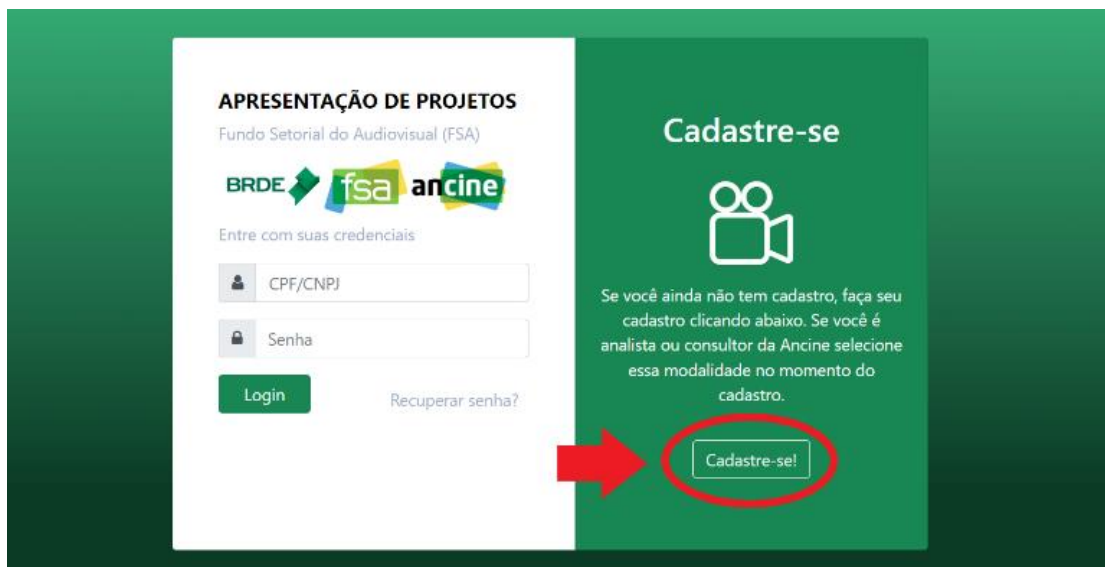 APRESENTAÇÃO DE PROJETOS
Fundo Setorial do Audiovisual (FSA)
BRDE fsa ancine
Entre com suas credenciais
CPF/CNPJ
Senha
Login
Recuperar senha?
Cadastre-se
Se você ainda não tem cadastro, faça seu
cadastro clicando abaixo. Se você é
analista ou consultor da Ancine selecione
essa modalidade no momento do
cadastro.
Cadastre-se!